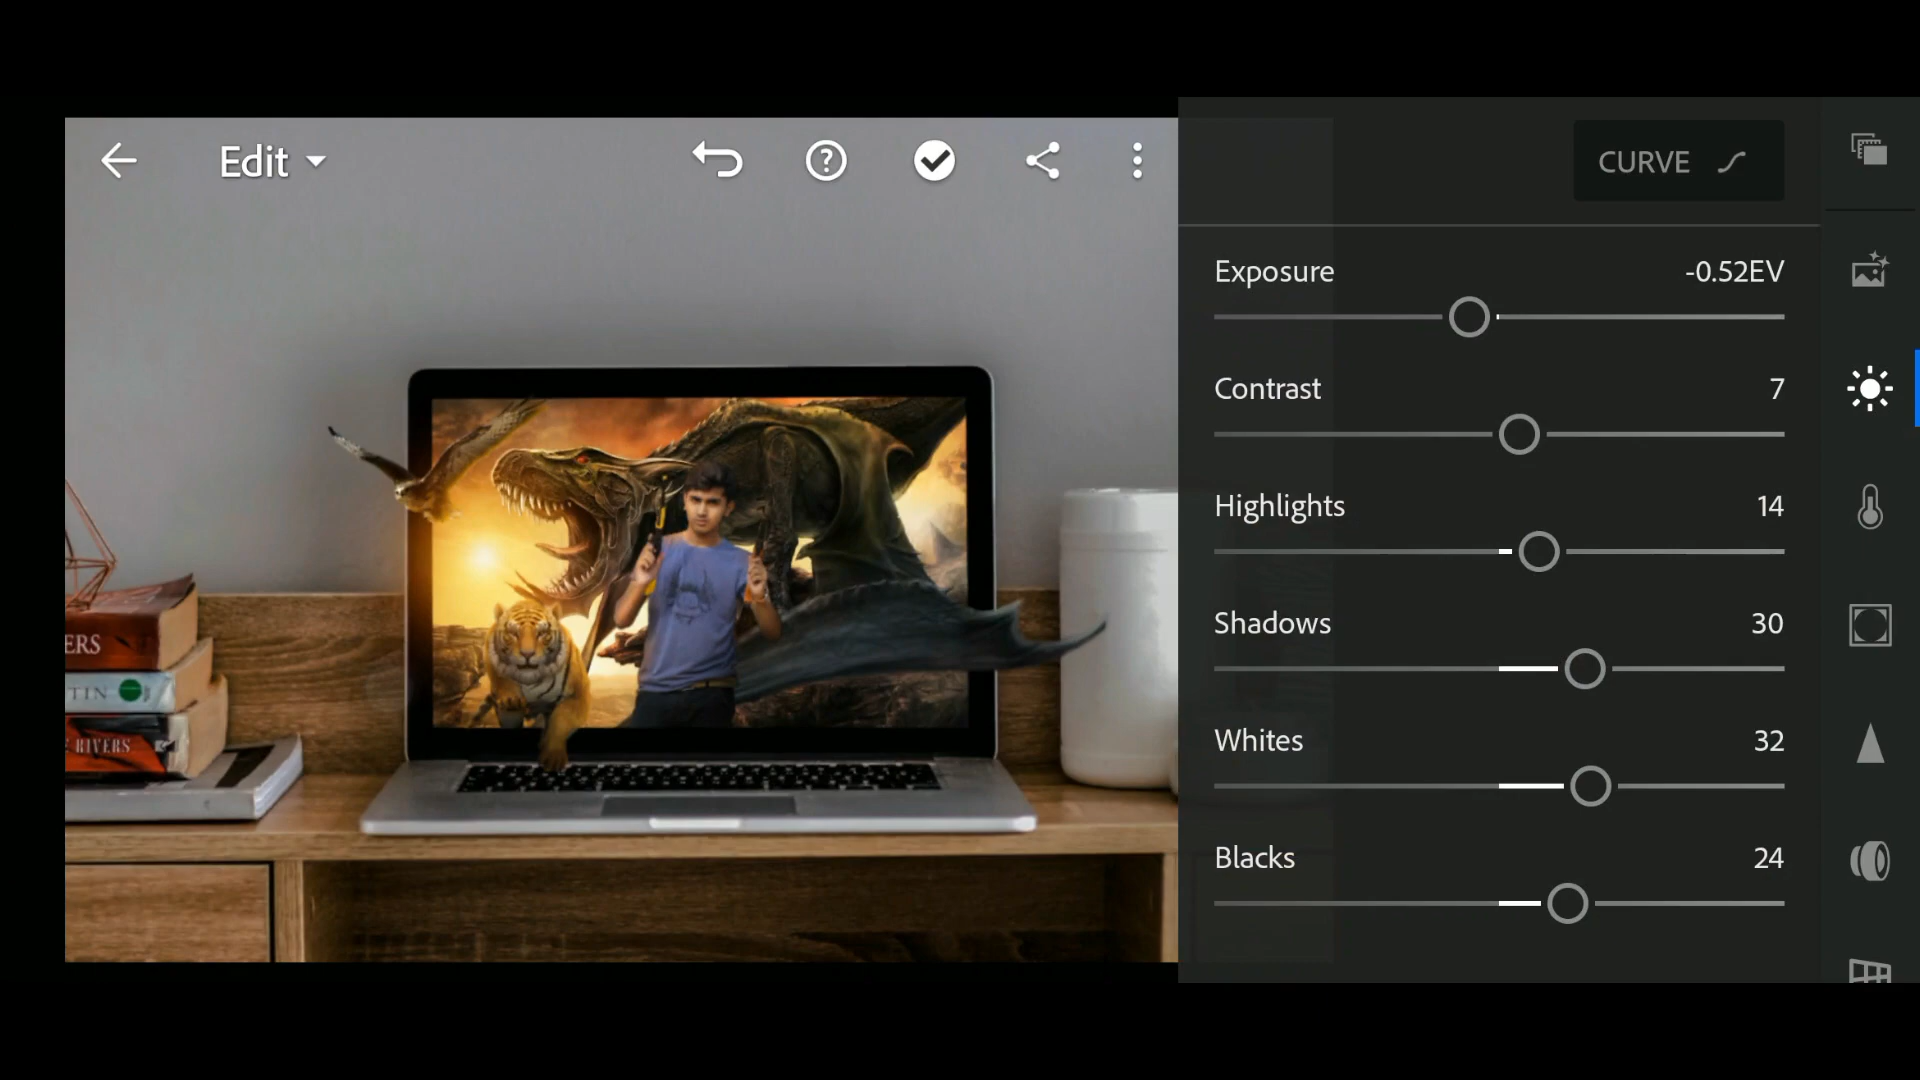 Edit
CURVE
Exposure -0.52EV
Contrast 7
Highlights 14
Shadows 30
Whites 32
Blacks 24
ERS
TIN
RIVERS